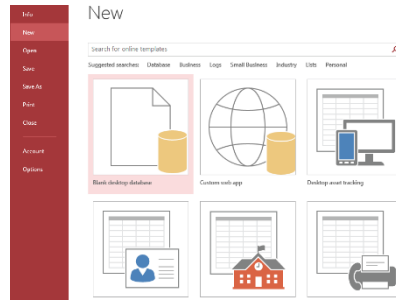 Info
New
Open
Save
Save As
Print
Close
Account
Options
New
Search for online templates
Suggested searches: Database Business Logs Small Business Industry Lists Personal
Blank desktop database
Custom web app
Desktop asset tracking